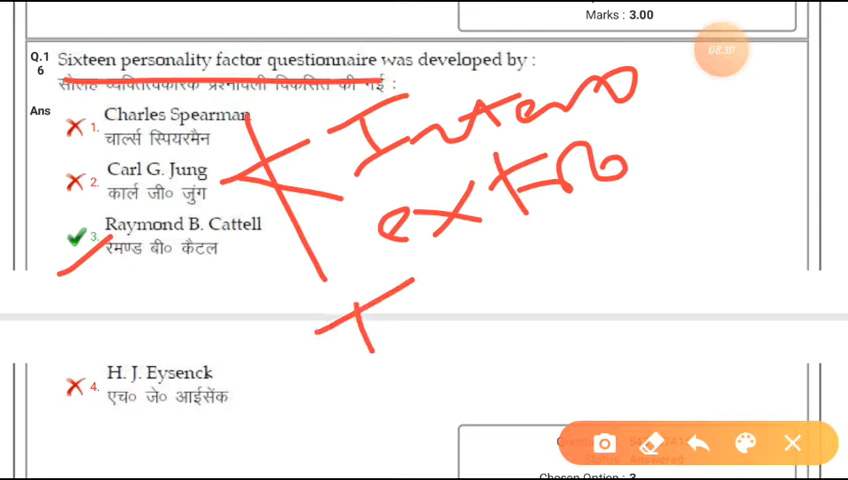 Marks : 3.00
08:30
Q.1
6
Sixteen personality factor questionnaire was developed by :
सोलह व्यक्तित्वकारक प्रश्नावली विकसित की गई :
Ans
1. Charles Spearman
चार्ल्स स्पियरमैन
2. Carl G. Jung
कार्ल जी० जुंग
3. Raymond B. Cattell
रेमण्ड बी० कैटल
Intero
extro
4. H. J. Eysenck
एच० जे० आईसेंक
Chosen Option : 3